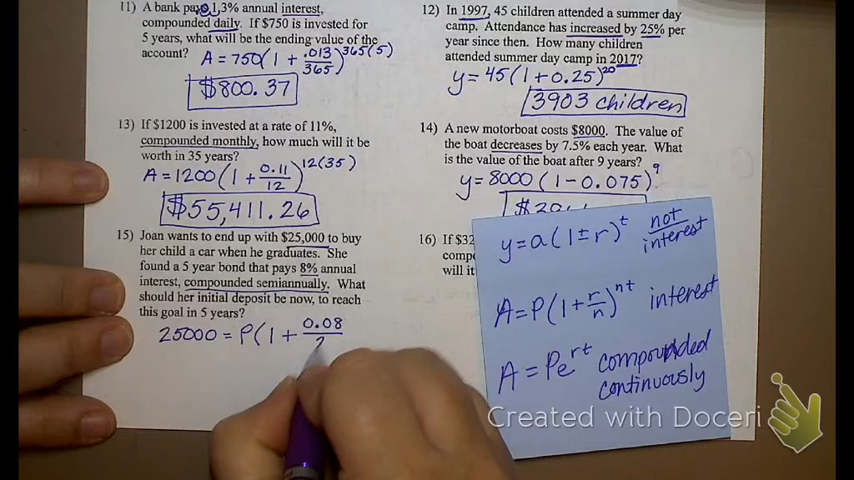 11) A bank pays 1.3% annual interest,
compounded daily. If $750 is invested for
5 years, what will be the ending value of the
account? A = 750(1 + .013/365)^365(5)
$800.37
12) In 1997, 45 children attended a summer day
camp. Attendance has increased by 25% per
year since then. How many children
attended summer day camp in 2017?
y = 45(1+0.25)^20
3903 children
13) If $1200 is invested at a rate of 11%,
compounded monthly, how much will it be
worth in 35 years?
A = 1200(1 + 0.11/12)^12(35)
$55,411.26
14) A new motorboat costs $8000. The value of
the boat decreases by 7.5% each year. What
is the value of the boat after 9 years?
y = 8000(1-0.075)^9
15) Joan wants to end up with $25,000 to buy
her child a car when he graduates. She
found a 5 year bond that pays 8% annual
interest, compounded semiannually. What
should her initial deposit be now, to reach
this goal in 5 years?
25000 = P(1 + 0.08/2
16) If $32
comp
will it
y = a(1±r)^t not
interest
A = P(1 + r/n)^nt interest
A = Pe^rt compounded
continuously
Created with Doceri